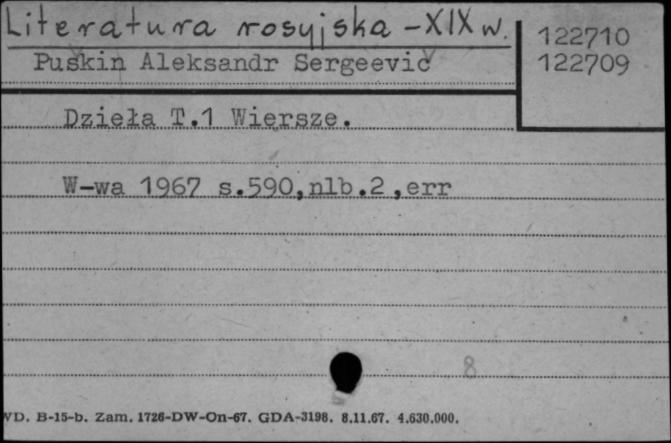 Literatura rosyjska - XIX w.
122710
Puškin Aleksandr Sergeevič
122709
Dzieła T.1 Wiersze.
W-wa 1967 s.590,nlb.2,err
8
VD. B-15-b. Zam. 1726-DW-On-67. GDA-3198. 8.11.67. 4.630.000.